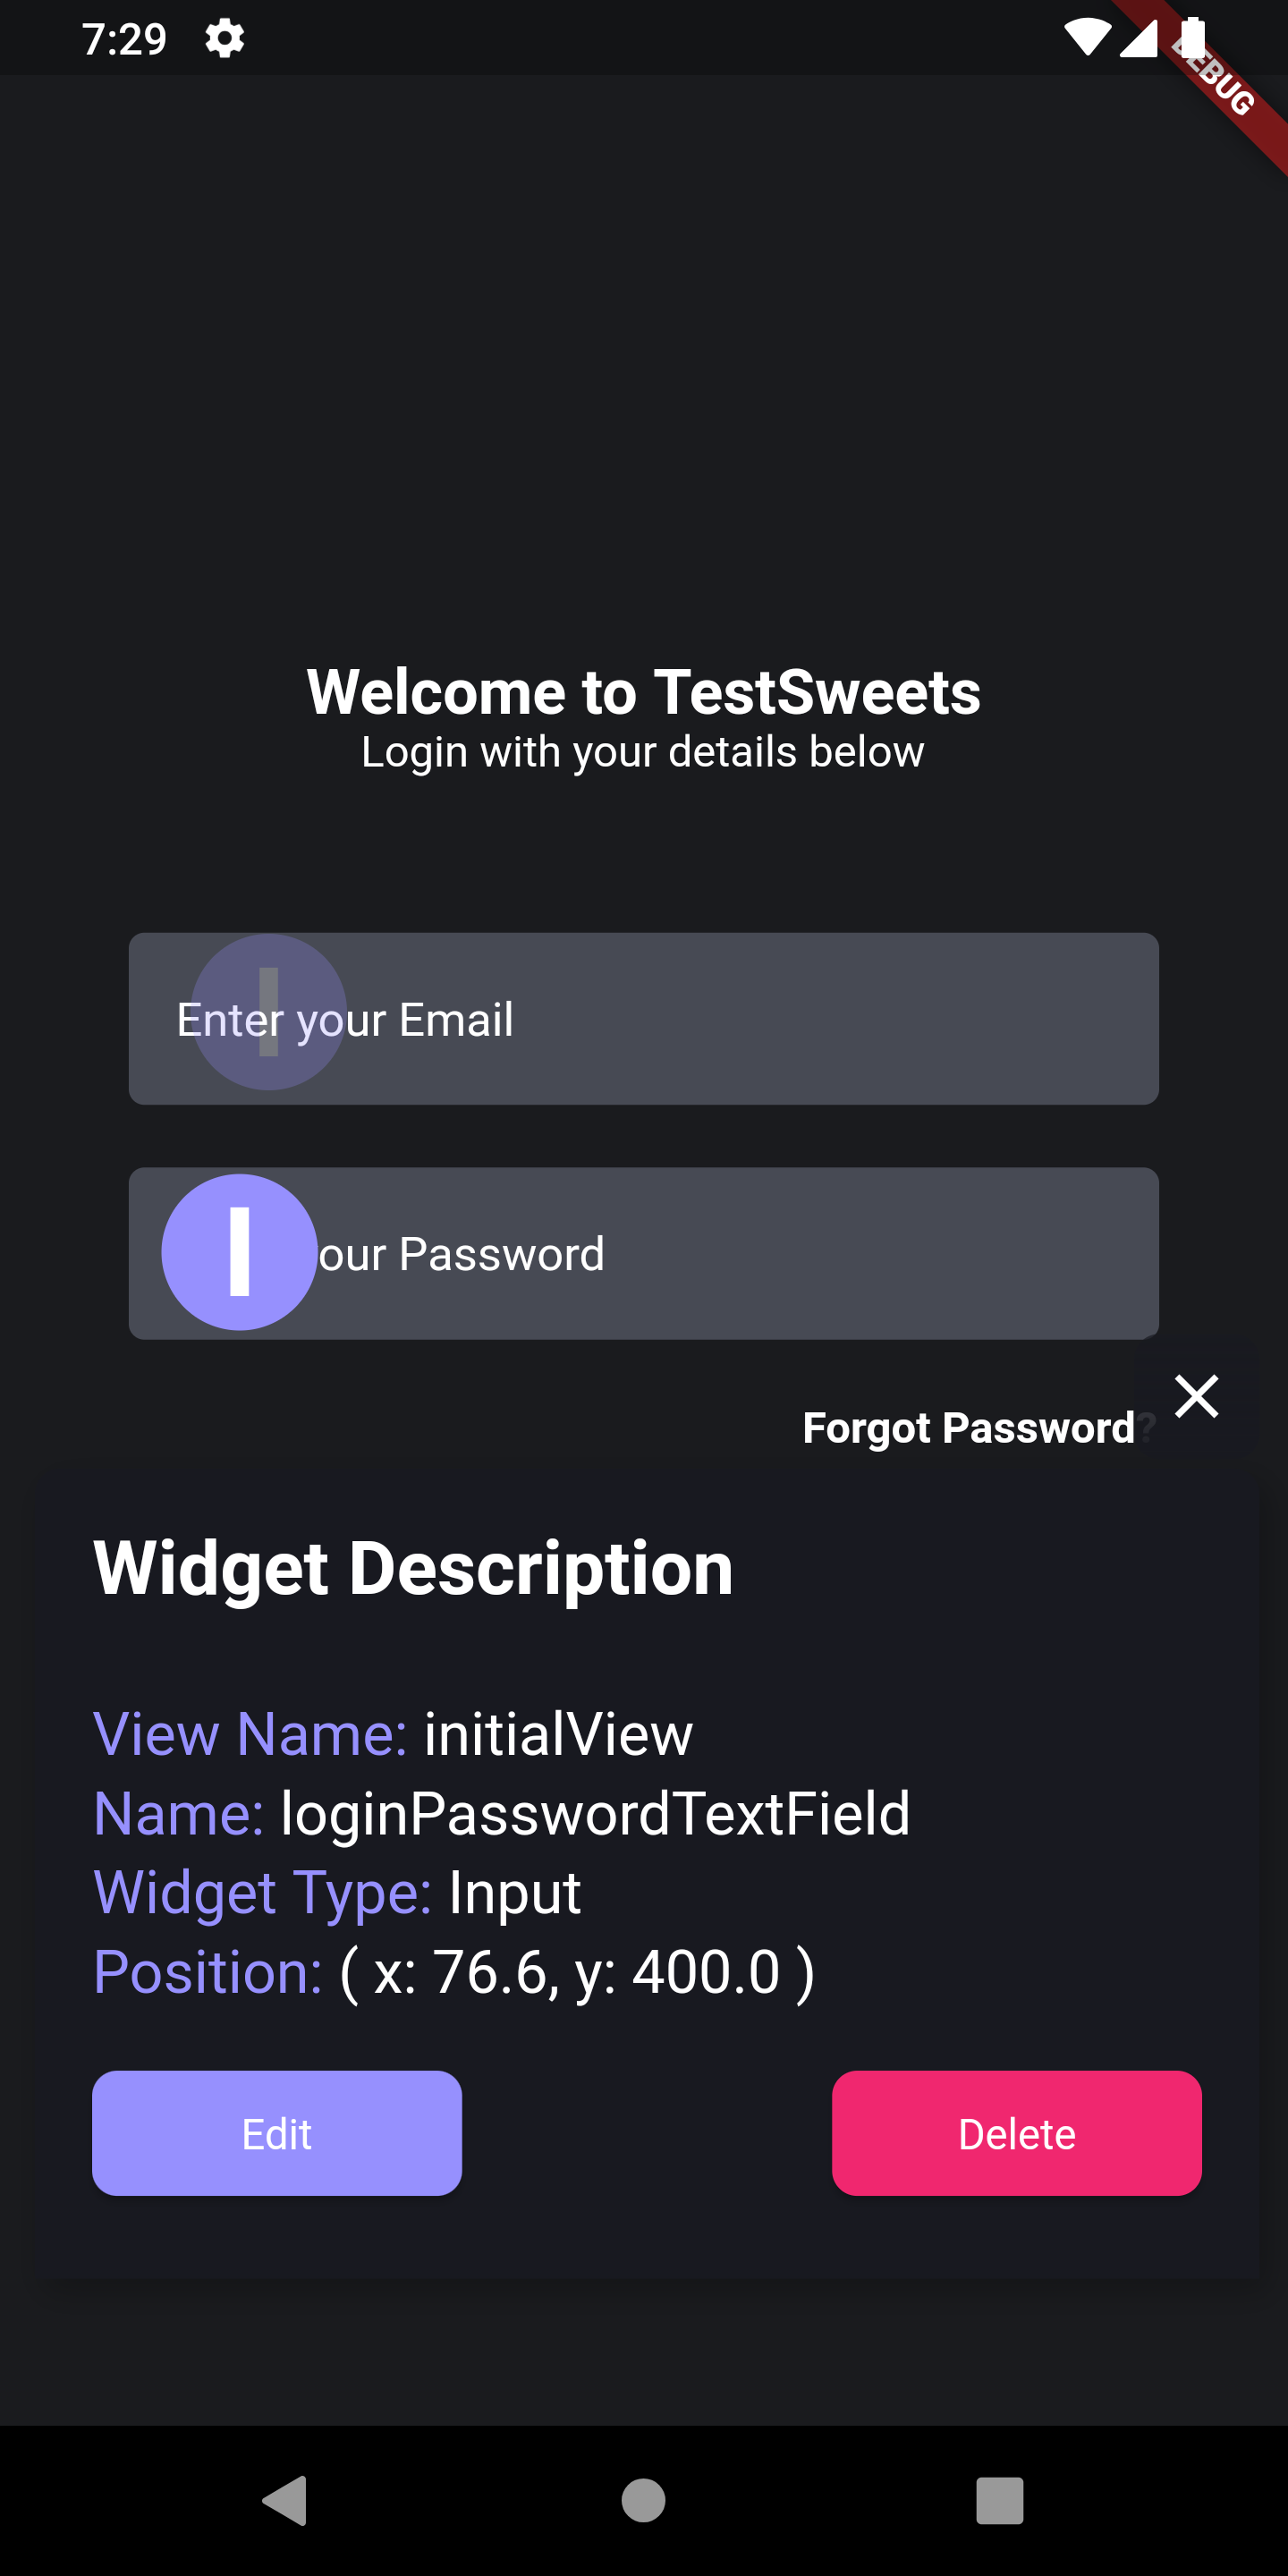 7:29
DEBUG
Welcome to TestSweets
Login with your details below
I
Enter your Email
I
our Password
Forgot Password?
Widget Description
View Name: initialView
Name: loginPasswordTextField
Widget Type: Input
Position: ( x: 76.6, y: 400.0 )
Edit
Delete